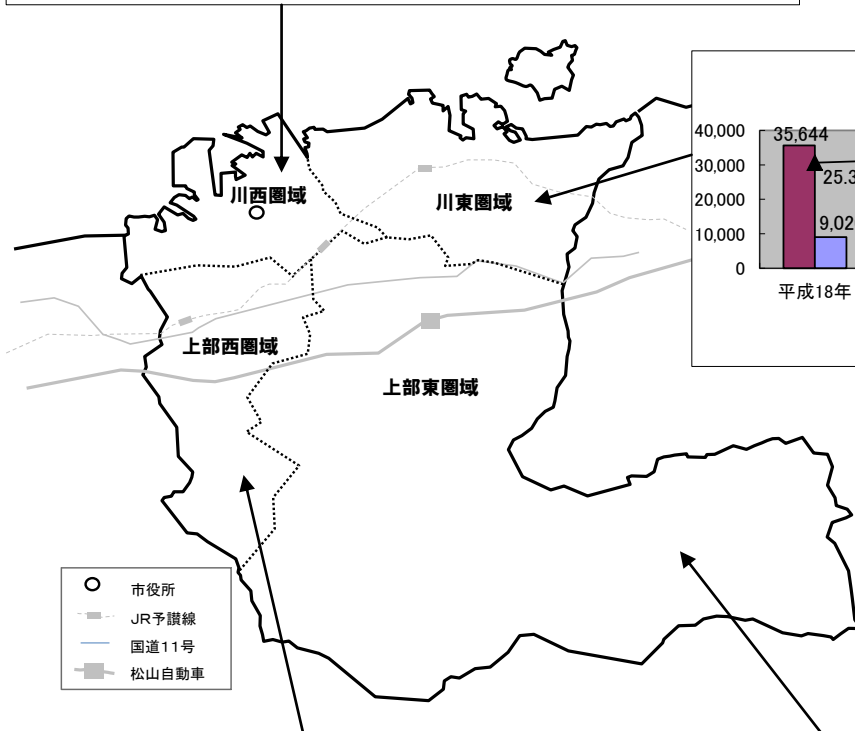 40,000
30,000
20,000
10,000
0
35,644
25.3
9,02
平成18年
川西圏域
川東圏域
上部西圏域
上部東圏域
市役所
JR予讃線
国道11号
松山自動車